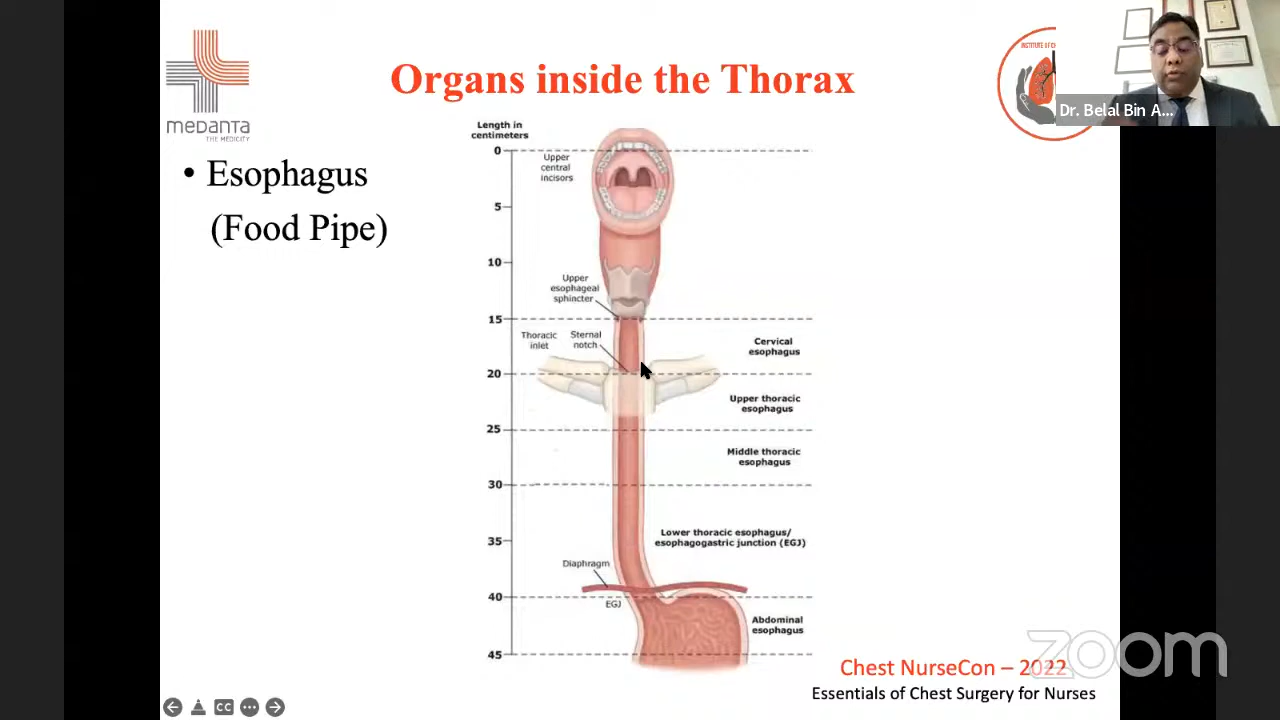 medanta
THE MEDICITY
Organs inside the Thorax
Dr. Belal Bin A...
• Esophagus
(Food Pipe)
Length in
centimeters
0
Upper
central
incisors
5
10
Upper
esophageal
sphincter
15
Thoracic
inlet
Sternal
notch
Cervical
esophagus
20
Upper thoracic
esophagus
25
Middle thoracic
esophagus
30
Lower thoracic esophagus/
esophagogastric junction (EGJ)
35
Diaphragm
40
EGJ
Abdominal
esophagus
45
Chest NurseCon – 2022
Essentials of Chest Surgery for Nurses
zoom
CC